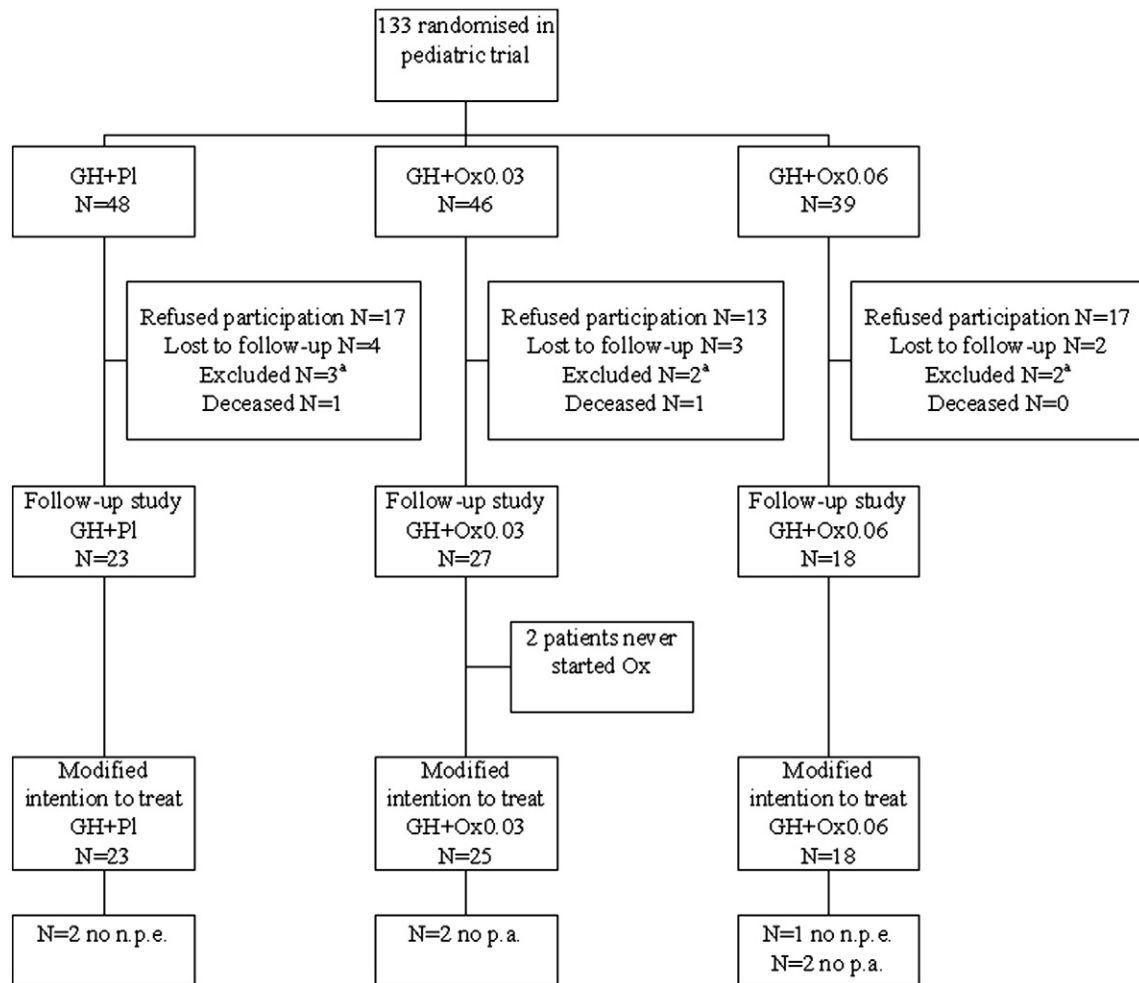 133 randomised in
pediatric trial
GH+Pl
N=48
GH+Ox0.03
N=46
GH+Ox0.06
N=39
Refused participation N=17
Lost to follow-up N=4
Excluded N=3ª
Deceased N=1
Refused participation N=13
Lost to follow-up N=3
Excluded N=2ª
Deceased N=1
Refused participation N=17
Lost to follow-up N=2
Excluded N=2ª
Deceased N=0
Follow-up study
GH+Pl
N=23
Follow-up study
GH+Ox0.03
N=27
Follow-up study
GH+Ox0.06
N=18
2 patients never
started Ox
Modified
intention to treat
GH+Pl
N=23
Modified
intention to treat
GH+Ox0.03
N=25
Modified
intention to treat
GH+Ox0.06
N=18
N=2 no n.p.e.
N=2 no p.a.
N=1 no n.p.e.
N=2 no p.a.